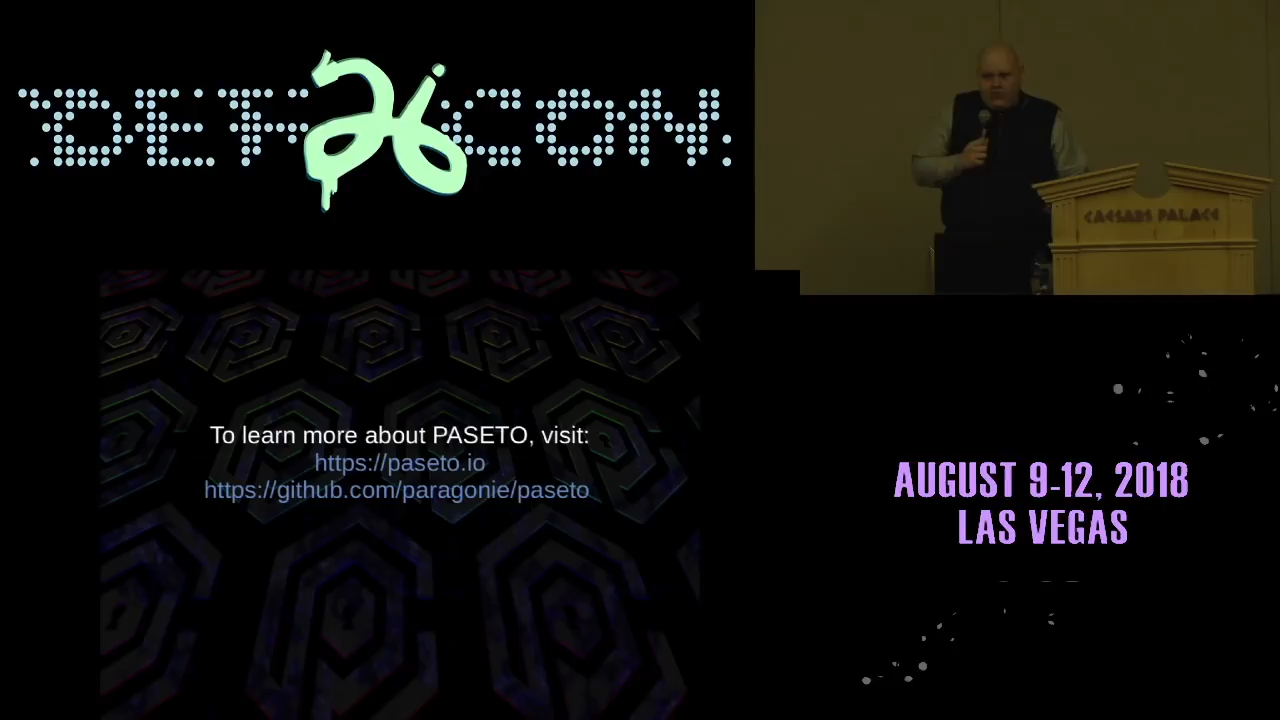 DEF CON
26
CAESARS PALACE
To learn more about PASETO, visit:
https://paseto.io
https://github.com/paragonie/paseto
AUGUST 9-12, 2018
LAS VEGAS